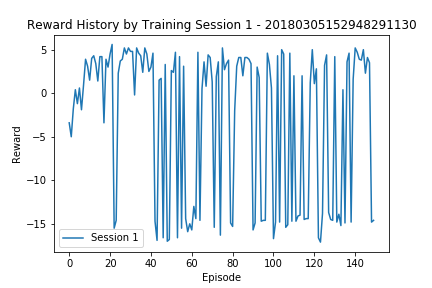 Reward History by Training Session 1 - 20180305152948291130
Reward
5
0
−5
−10
−15
Session 1
0 20 40 60 80 100 120 140
Episode